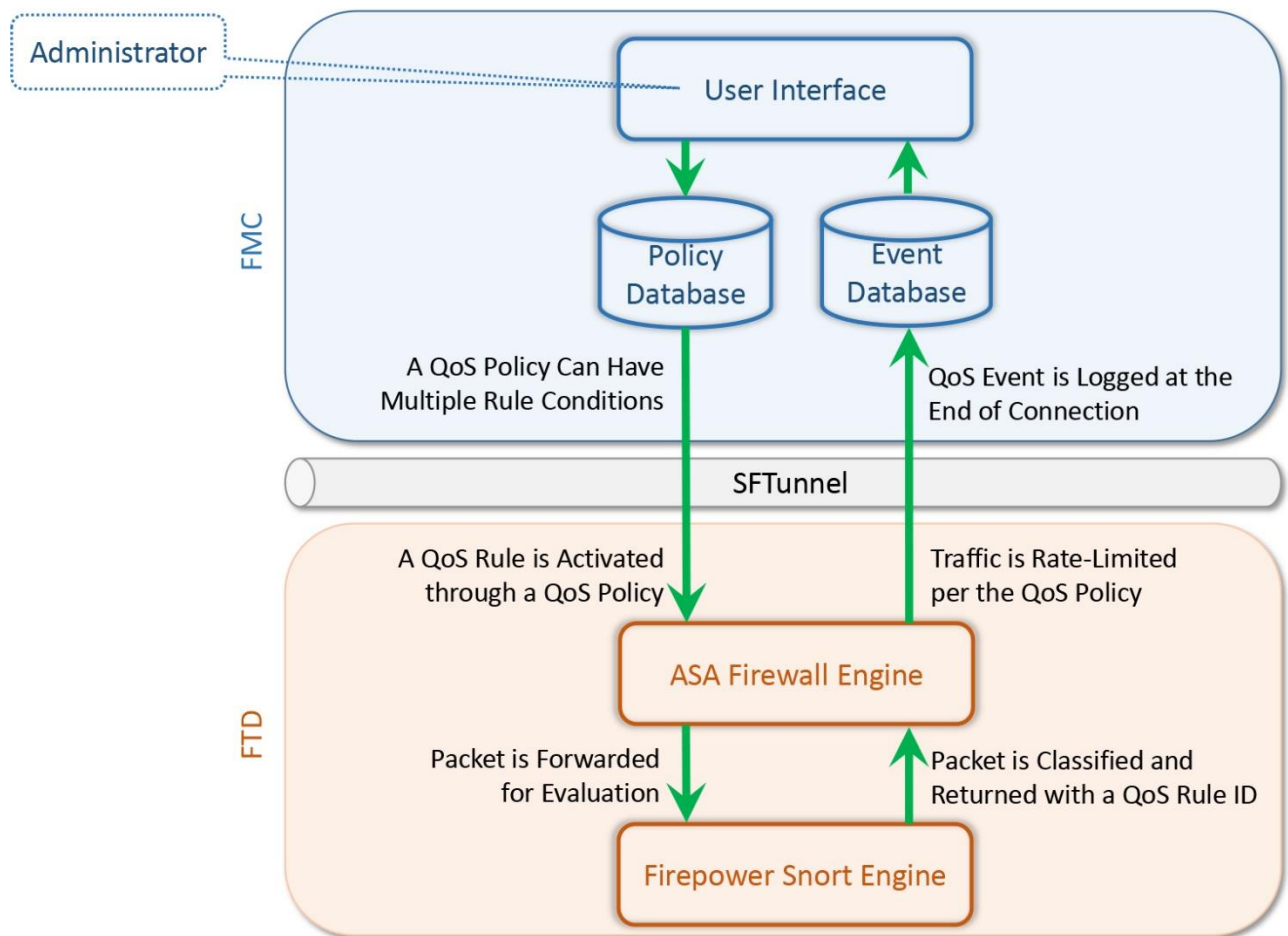 Administrator
User Interface
FMC
Policy
Database
Event
Database
A QoS Policy Can Have
Multiple Rule Conditions
QoS Event is Logged at the
End of Connection
SFTunnel
FTD
A QoS Rule is Activated
through a QoS Policy
Traffic is Rate-Limited
per the QoS Policy
ASA Firewall Engine
Packet is Forwarded
for Evaluation
Packet is Classified and
Returned with a QoS Rule ID
Firepower Snort Engine